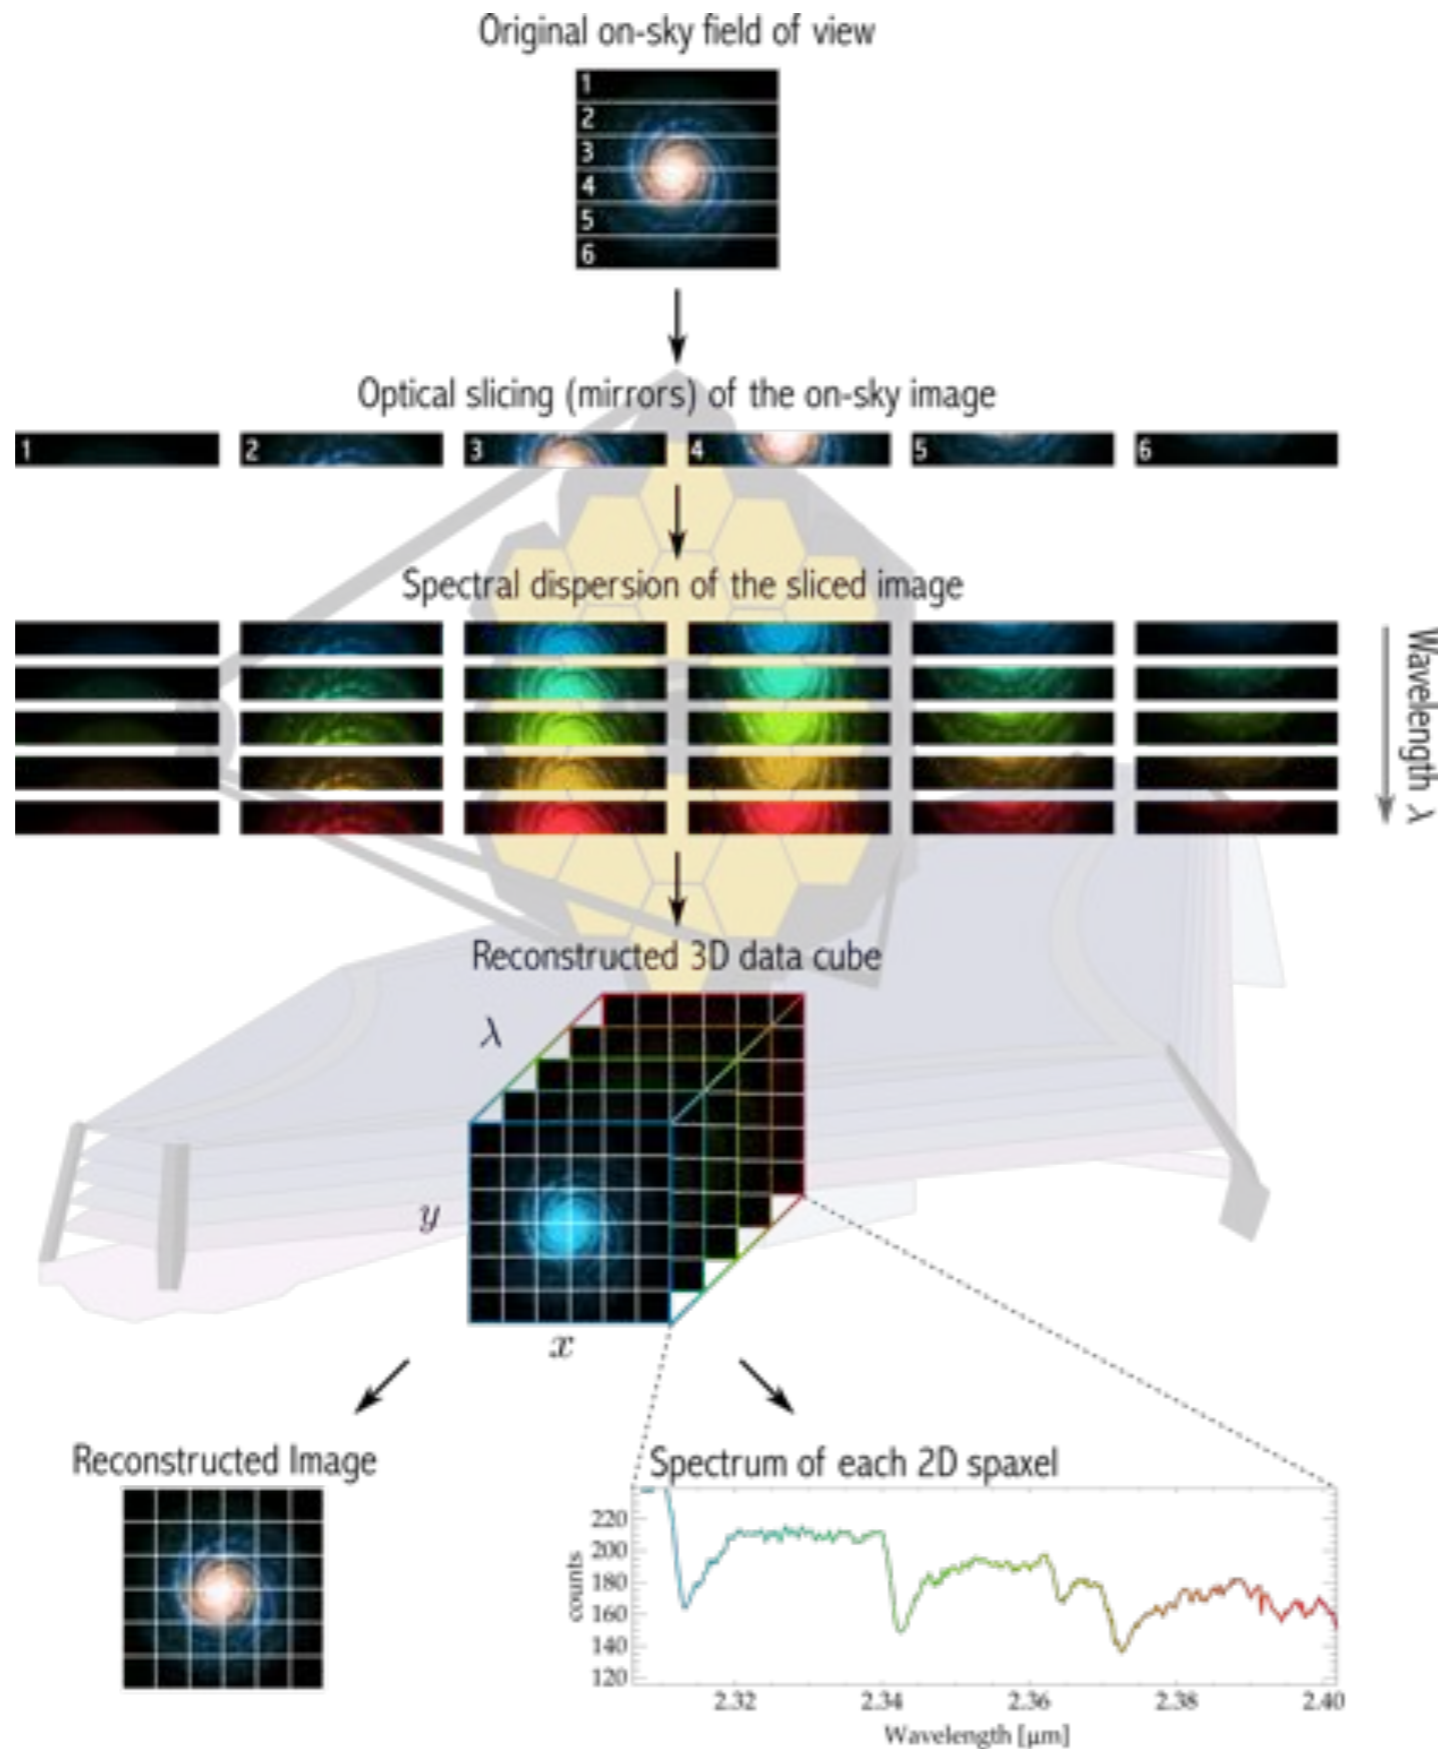 Original on-sky field of view
1
2
3
4
5
6
Optical slicing (mirrors) of the on-sky image
1 2 3 4 5 6
Spectral dispersion of the sliced image
Wavelength λ
Reconstructed 3D data cube
λ
y
x
Reconstructed Image
Spectrum of each 2D spaxel
220
200
180
160
140
120
counts
2.32 2.34 2.36 2.38 2.40
Wavelength [μm]